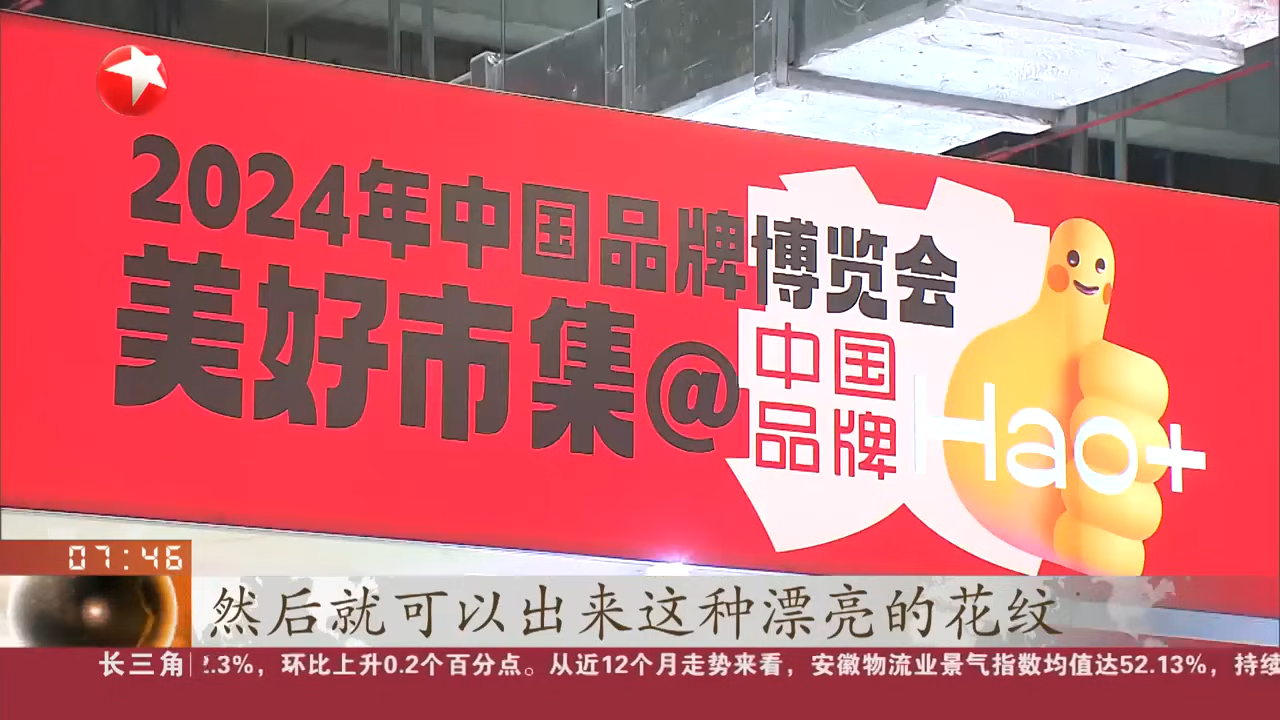 2024年中国品牌博览会
美好市集@
中国
品牌
Hao+
07:46
然后就可以出来这种漂亮的花纹
长三角 2.3%，环比上升0.2个百分点。从近12个月走势来看，安徽物流业景气指数均值达52.13%，持续